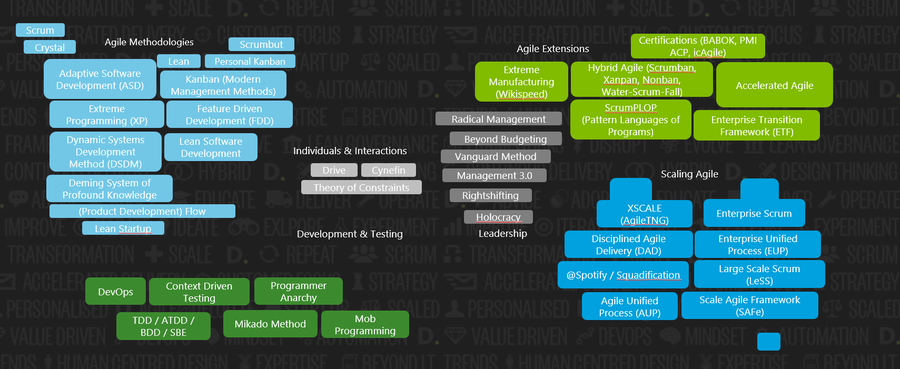 Scrum
Crystal
Agile Methodologies
Scrumbut
Lean
Personal Kanban
Adaptive Software
Development (ASD)
Kanban (Modern
Management Methods)
Extreme
Programming (XP)
Feature Driven
Development (FDD)
Dynamic Systems
Development
Method (DSDM)
Lean Software
Development
Deming System of
Profound Knowledge
(Product Development) Flow
Lean Startup
Individuals & Interactions
Drive
Cynefin
Theory of Constraints
Development & Testing
DevOps
Context Driven
Testing
Programmer
Anarchy
TDD / ATDD /
BDD / SBE
Mikado Method
Mob
Programming
Agile Extensions
Certifications (BABOK, PMI
ACP, icAgile)
Extreme
Manufacturing
(Wikispeed)
Hybrid Agile (Scrumban,
Xanpan, Nonban,
Water-Scrum-Fall)
Accelerated Agile
ScrumPLOP
(Pattern Languages of
Programs)
Enterprise Transition
Framework (ETF)
Radical Management
Beyond Budgeting
Vanguard Method
Management 3.0
Rightshifting
Holocracy
Leadership
Scaling Agile
XSCALE
(AgileTNG)
Enterprise Scrum
Disciplined Agile
Delivery (DAD)
Enterprise Unified
Process (EUP)
@Spotify / Squadification
Large Scale Scrum
(LeSS)
Agile Unified
Process (AUP)
Scale Agile Framework
(SAFe)